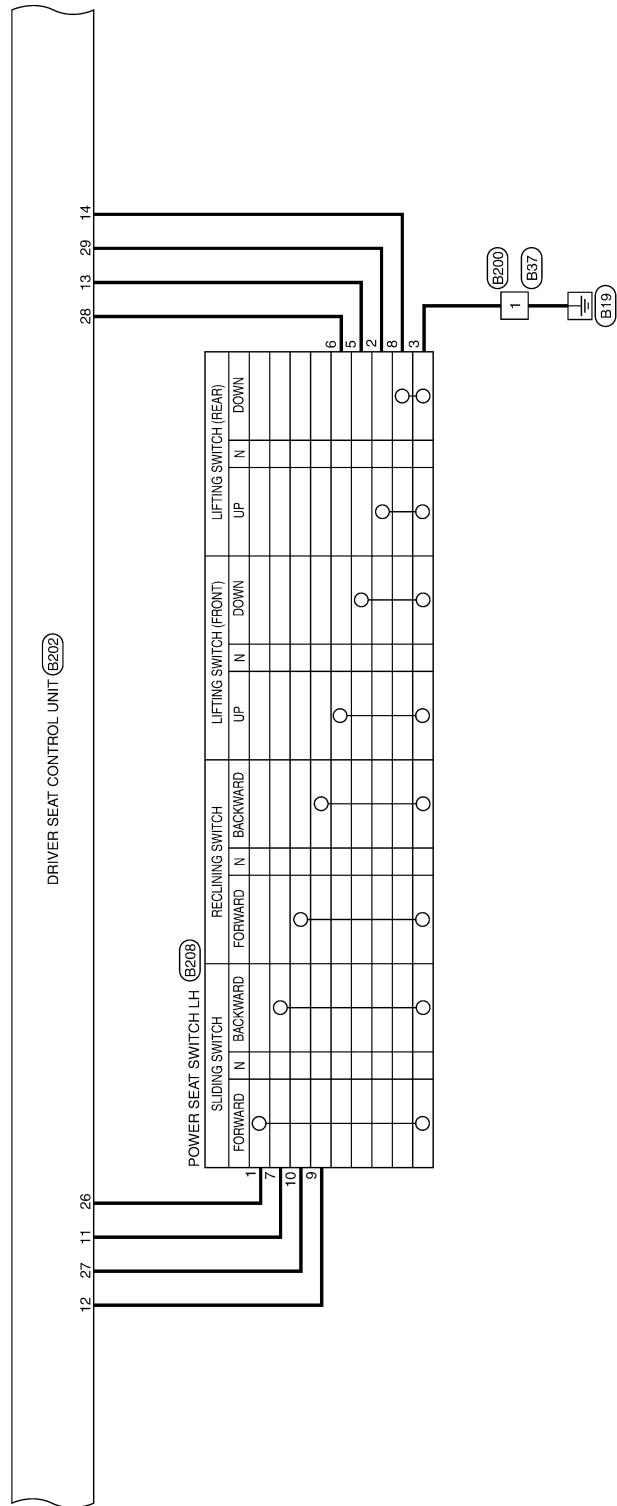 DRIVER SEAT CONTROL UNIT B202
12 27 11 26 28 13 29 14
POWER SEAT SWITCH LH B208
SLIDING SWITCH RECLINING SWITCH LIFTING SWITCH (FRONT) LIFTING SWITCH (REAR)
FORWARD N BACKWARD FORWARD N BACKWARD UP N DOWN UP N DOWN
1
7
10
9
6
5
2
8
3
B200
1
B37
B19